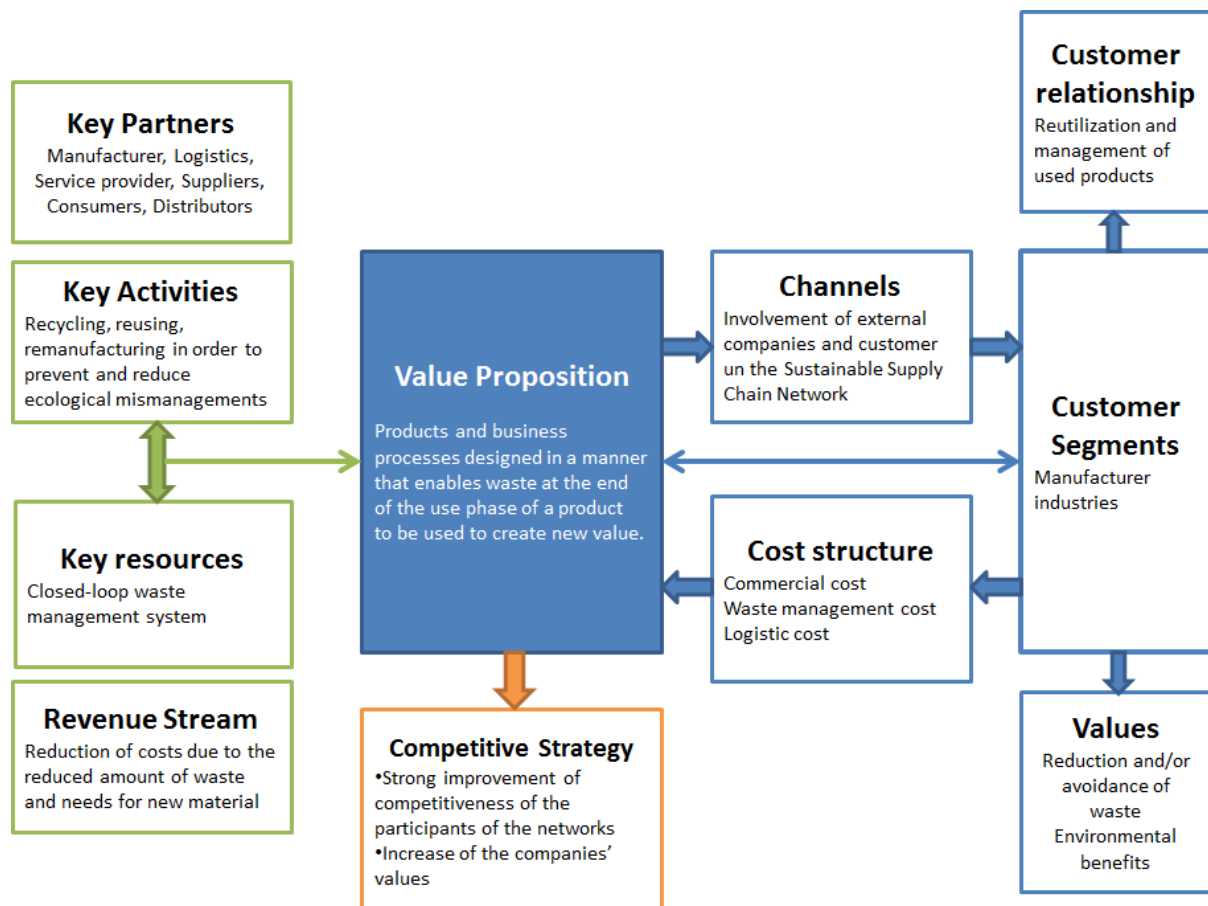 Key Partners
Manufacturer, Logistics,
Service provider, Suppliers,
Consumers, Distributors
Key Activities
Recycling, reusing,
remanufacturing in order to
prevent and reduce
ecological mismanagements
Key resources
Closed-loop waste
management system
Revenue Stream
Reduction of costs due to the
reduced amount of waste
and needs for new material
Value Proposition
Products and business
processes designed in a manner
that enables waste at the end
of the use phase of a product
to be used to create new value.
Competitive Strategy
•Strong improvement of
competitiveness of the
participants of the networks
•Increase of the companies’
values
Channels
Involvement of external
companies and customer
un the Sustainable Supply
Chain Network
Cost structure
Commercial cost
Waste management cost
Logistic cost
Customer
relationship
Reutilization and
management of
used products
Customer
Segments
Manufacturer
industries
Values
Reduction and/or
avoidance of
waste
Environmental
benefits